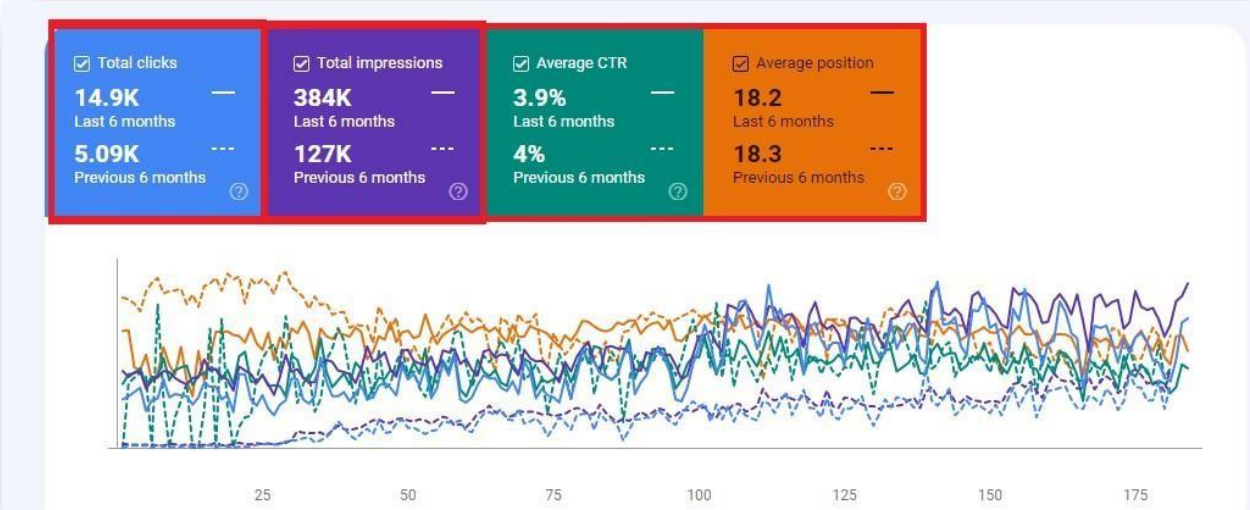 Total clicks
14.9K
Last 6 months
5.09K
Previous 6 months
Total impressions
384K
Last 6 months
127K
Previous 6 months
Average CTR
3.9%
Last 6 months
4%
Previous 6 months
Average position
18.2
Last 6 months
18.3
Previous 6 months
25 50 75 100 125 150 175